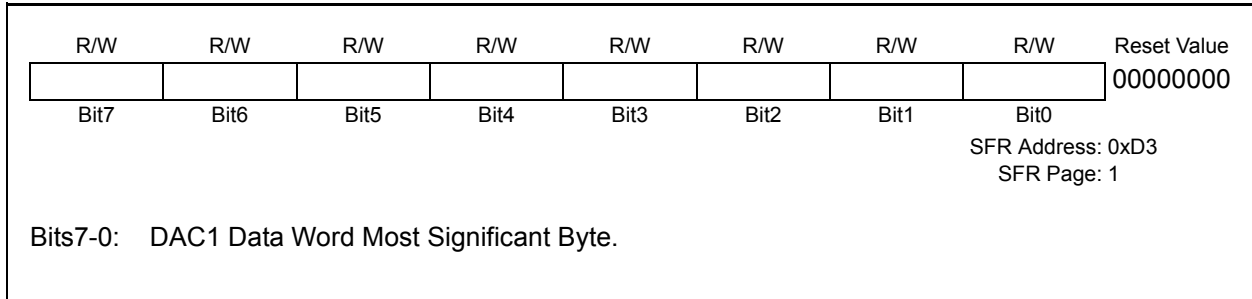 R/W R/W R/W R/W R/W R/W R/W R/W Reset Value
00000000
Bit7 Bit6 Bit5 Bit4 Bit3 Bit2 Bit1 Bit0
SFR Address: 0xD3
SFR Page: 1
Bits7-0: DAC1 Data Word Most Significant Byte.